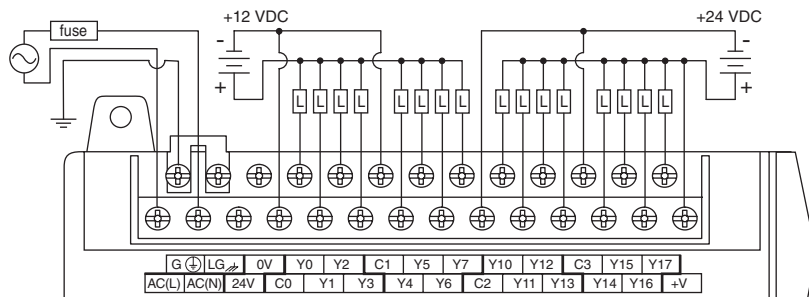 +12 VDC
+24 VDC
fuse
- -
+ +
L L L L L L L L L L L L L L L L
G LG 0V Y0 Y2 C1 Y5 Y7 Y10 Y12 C3 Y15 Y17
AC(L) AC(N) 24V C0 Y1 Y3 Y4 Y6 C2 Y11 Y13 Y14 Y16 +V